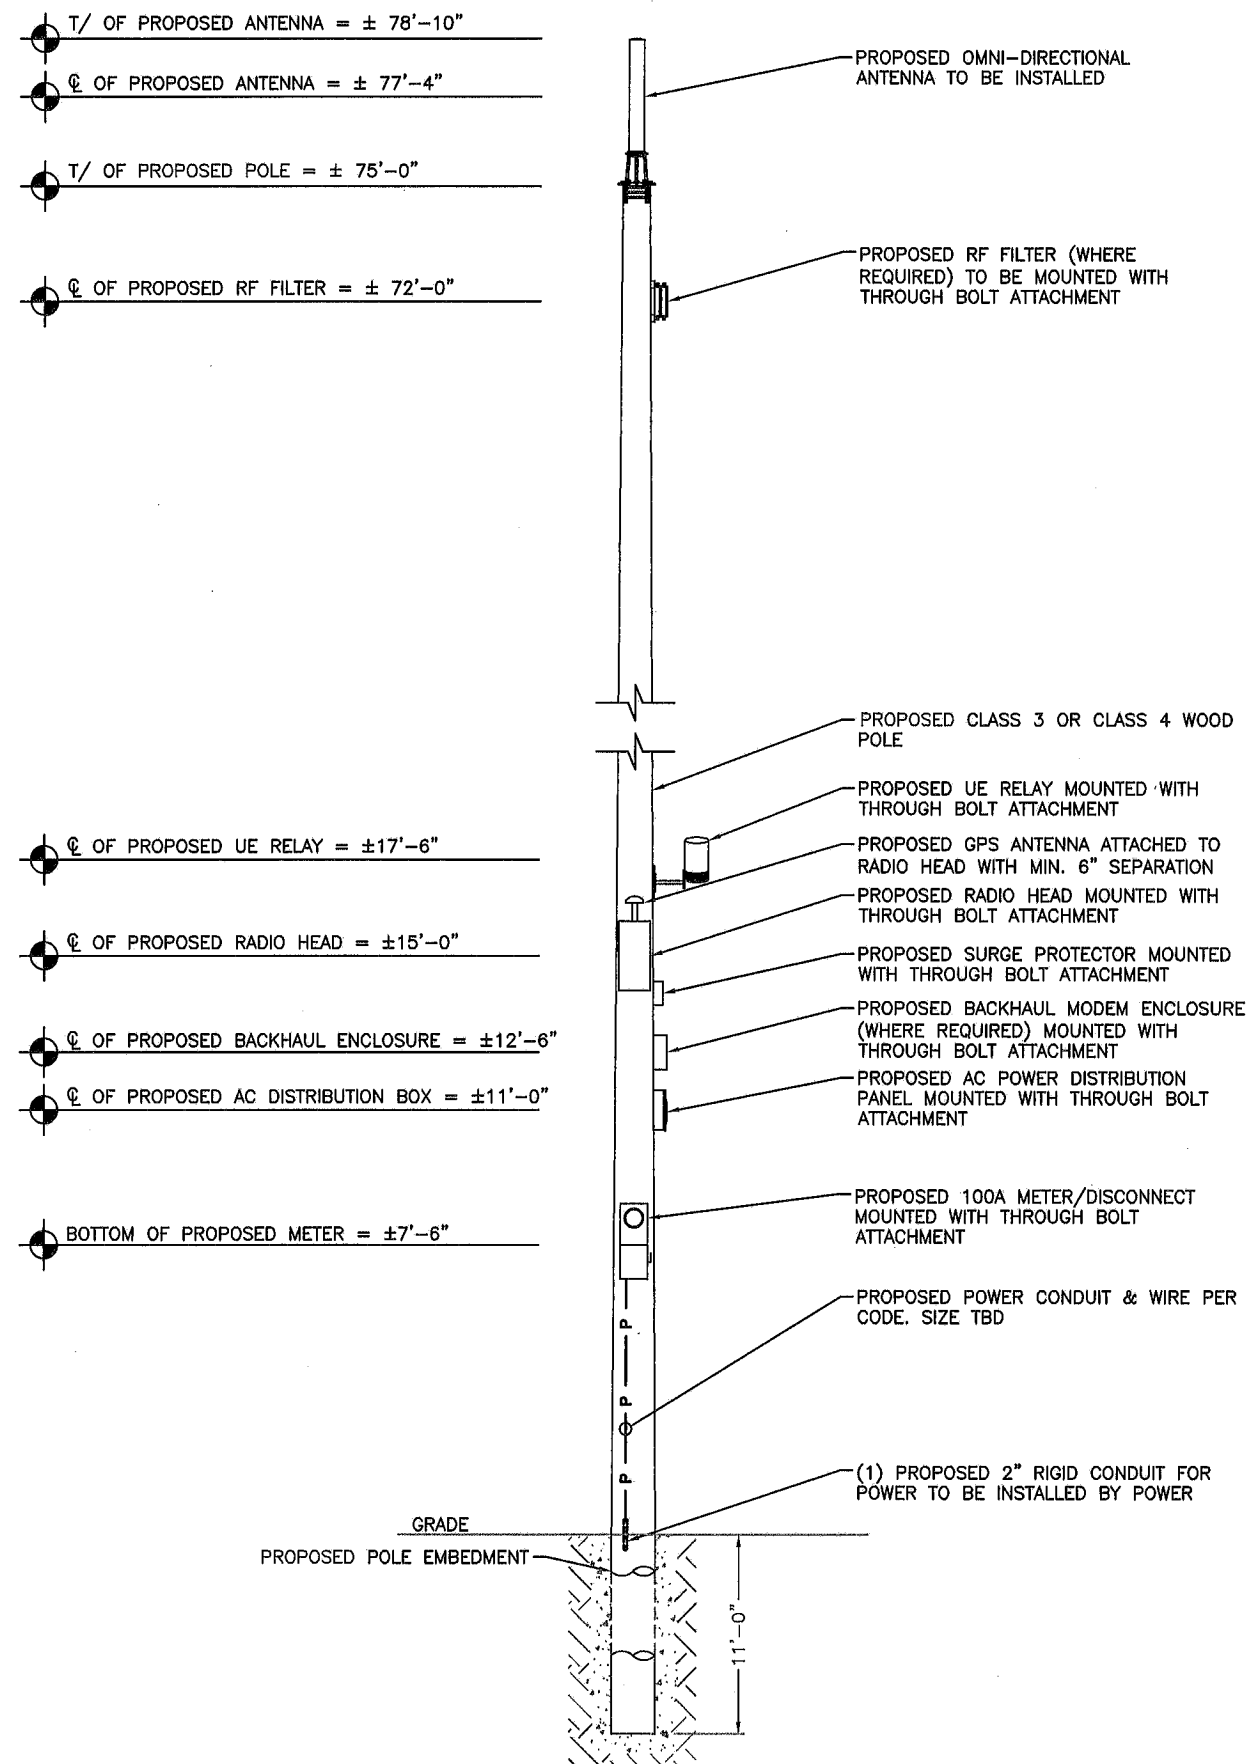 T/ OF PROPOSED ANTENNA = ± 78'-10"
℄ OF PROPOSED ANTENNA = ± 77'-4"
T/ OF PROPOSED POLE = ± 75'-0"
℄ OF PROPOSED RF FILTER = ± 72'-0"
℄ OF PROPOSED UE RELAY = ±17'-6"
℄ OF PROPOSED RADIO HEAD = ±15'-0"
℄ OF PROPOSED BACKHAUL ENCLOSURE = ±12'-6"
℄ OF PROPOSED AC DISTRIBUTION BOX = ±11'-0"
BOTTOM OF PROPOSED METER = ±7'-6"
PROPOSED OMNI-DIRECTIONAL
ANTENNA TO BE INSTALLED
PROPOSED RF FILTER (WHERE
REQUIRED) TO BE MOUNTED WITH
THROUGH BOLT ATTACHMENT
PROPOSED CLASS 3 OR CLASS 4 WOOD
POLE
PROPOSED UE RELAY MOUNTED WITH
THROUGH BOLT ATTACHMENT
PROPOSED GPS ANTENNA ATTACHED TO
RADIO HEAD WITH MIN. 6" SEPARATION
PROPOSED RADIO HEAD MOUNTED WITH
THROUGH BOLT ATTACHMENT
PROPOSED SURGE PROTECTOR MOUNTED
WITH THROUGH BOLT ATTACHMENT
PROPOSED BACKHAUL MODEM ENCLOSURE
(WHERE REQUIRED) MOUNTED WITH
THROUGH BOLT ATTACHMENT
PROPOSED AC POWER DISTRIBUTION
PANEL MOUNTED WITH THROUGH BOLT
ATTACHMENT
PROPOSED 100A METER/DISCONNECT
MOUNTED WITH THROUGH BOLT
ATTACHMENT
PROPOSED POWER CONDUIT & WIRE PER
CODE. SIZE TBD
(1) PROPOSED 2" RIGID CONDUIT FOR
POWER TO BE INSTALLED BY POWER
P
P
P
GRADE
PROPOSED POLE EMBEDMENT
11'-0"